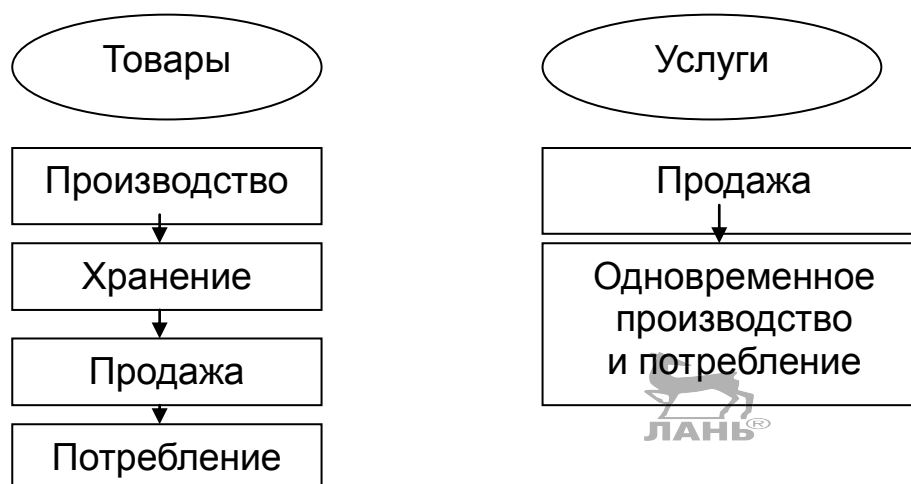 Товары
Производство
Хранение
Продажа
Потребление
Услуги
Продажа
Одновременное
производство
и потребление
ЛАНЬ®